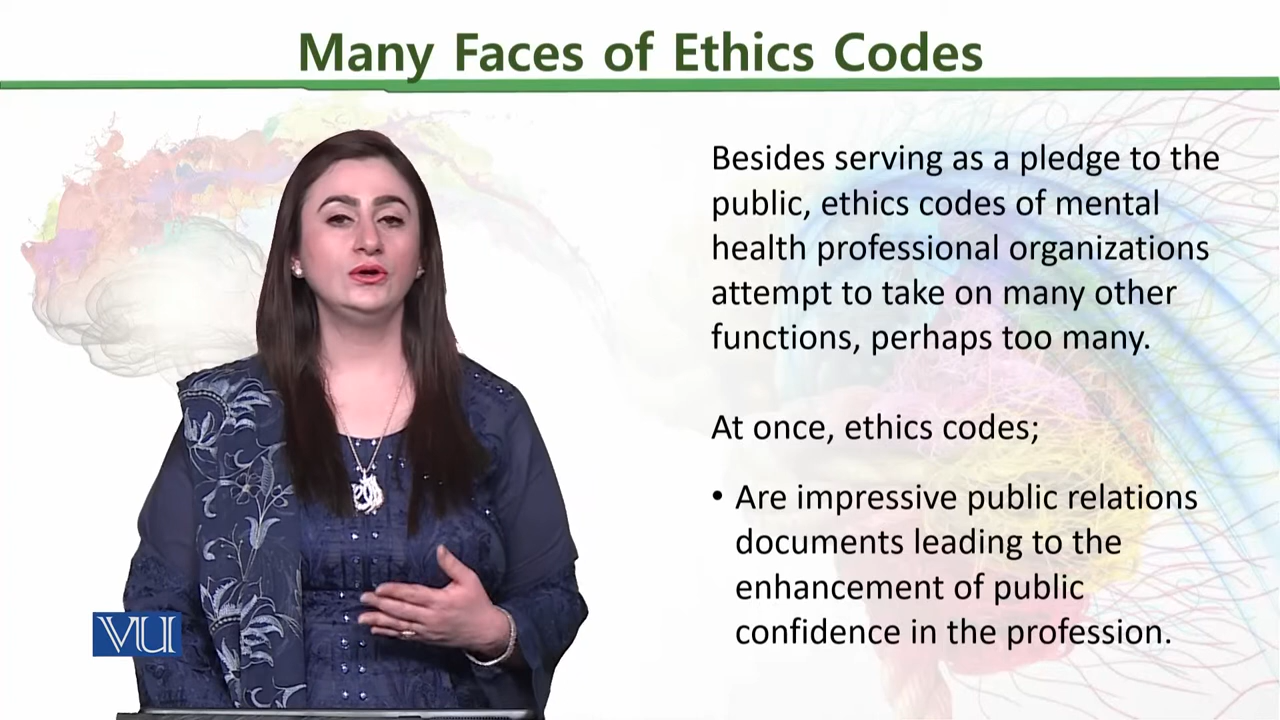 Many Faces of Ethics Codes
Besides serving as a pledge to the
public, ethics codes of mental
health professional organizations
attempt to take on many other
functions, perhaps too many.
At once, ethics codes;
• Are impressive public relations
documents leading to the
enhancement of public
confidence in the profession.
VU